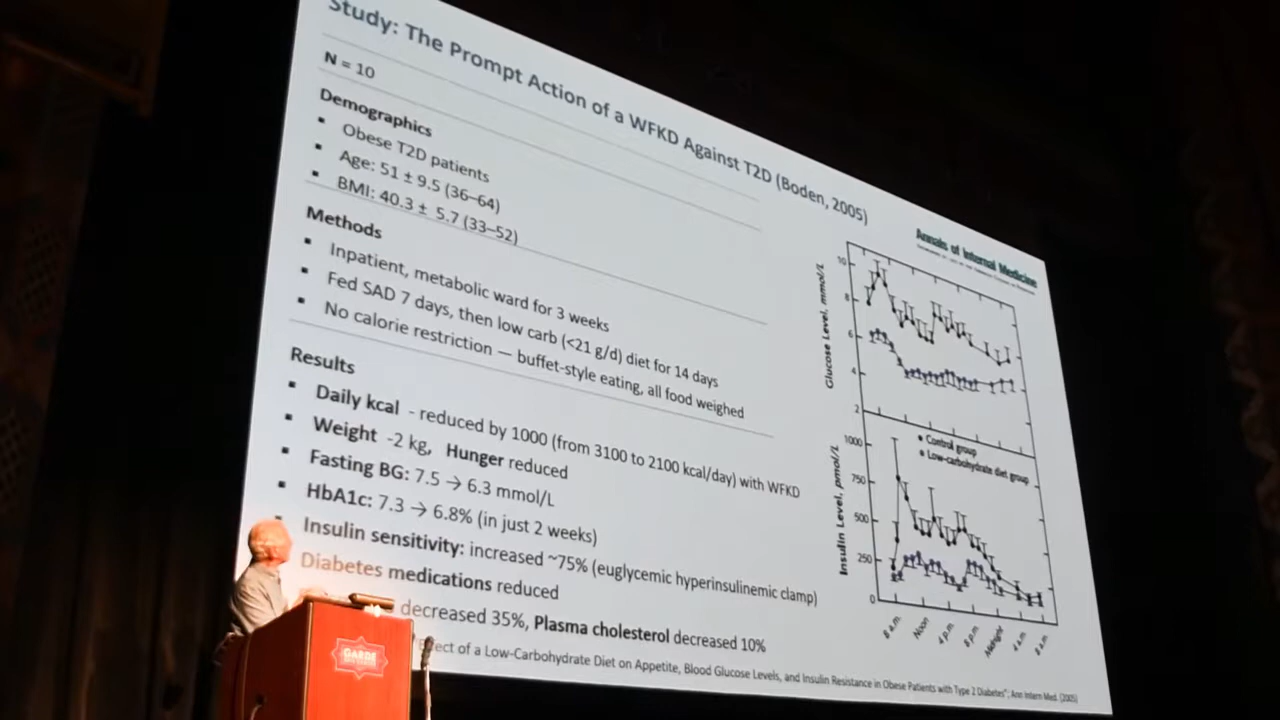 Study: The Prompt Action of a WFKD Against T2D (Boden, 2005)
N = 10
Demographics
▪ Obese T2D patients
▪ Age: 51 ± 9.5 (36–64)
▪ BMI: 40.3 ± 5.7 (33–52)
Methods
▪ Inpatient, metabolic ward for 3 weeks
▪ Fed SAD 7 days, then low carb (<21 g/d) diet for 14 days
▪ No calorie restriction — buffet-style eating, all food weighed
Results
▪ Daily kcal - reduced by 1000 (from 3100 to 2100 kcal/day) with WFKD
▪ Weight -2 kg, Hunger reduced
▪ Fasting BG: 7.5 → 6.3 mmol/L
▪ HbA1c: 7.3 → 6.8% (in just 2 weeks)
▪ Insulin sensitivity: increased ~75% (euglycemic hyperinsulinemic clamp)
Diabetes medications reduced
decreased 35%, Plasma cholesterol decreased 10%
Effect of a Low-Carbohydrate Diet on Appetite, Blood Glucose Levels, and Insulin Resistance in Obese Patients with Type 2 Diabetes"; Ann Intern Med. (2005)
Annals of Internal Medicine
Glucose Level, mmol/L
10
8
6
4
2
Control group
Low-carbohydrate diet group
Insulin Level, pmol/L
1000
750
500
250
0
8 a.m.
Noon
4 p.m.
8 p.m.
Midnight
4 a.m.
8 a.m.
GARDE